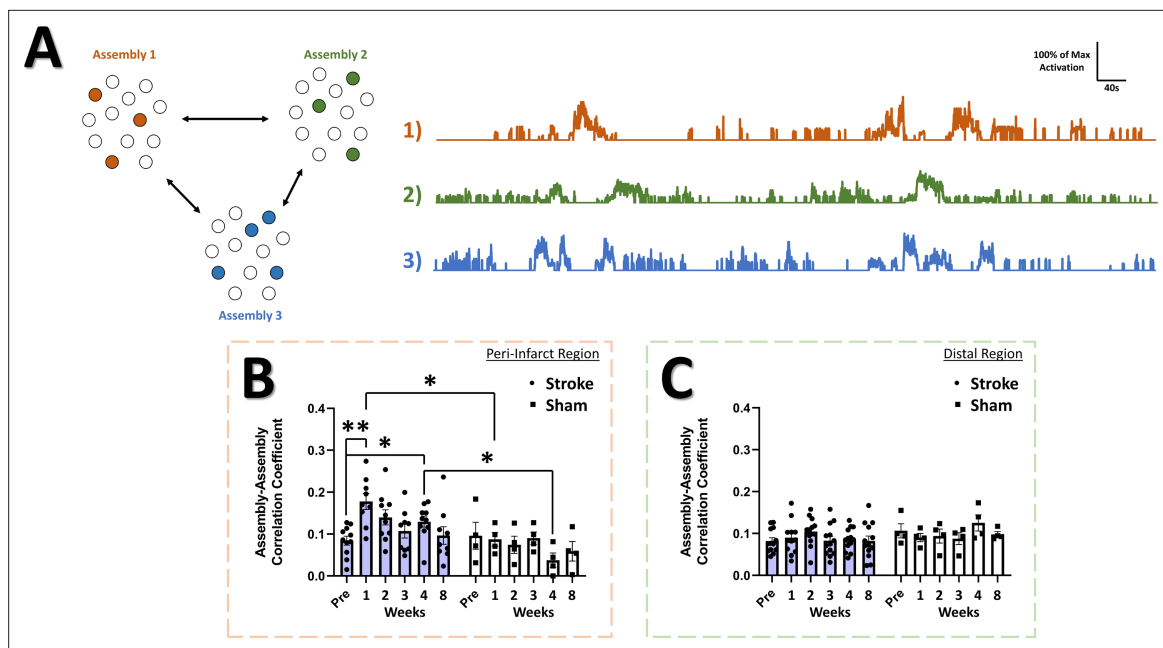 A
Assembly 1
Assembly 2
Assembly 3
100% of Max
Activation
40s
1)
2)
3)
B
Peri-Infarct Region
Stroke
Sham
*
**
*
*
Assembly-Assembly
Correlation Coefficient
0.4
0.3
0.2
0.1
0.0
Pre 1 2 3 4 8 Pre 1 2 3 4 8
Weeks Weeks
C
Distal Region
Stroke
Sham
Assembly-Assembly
Correlation Coefficient
0.4
0.3
0.2
0.1
0.0
Pre 1 2 3 4 8 Pre 1 2 3 4 8
Weeks Weeks